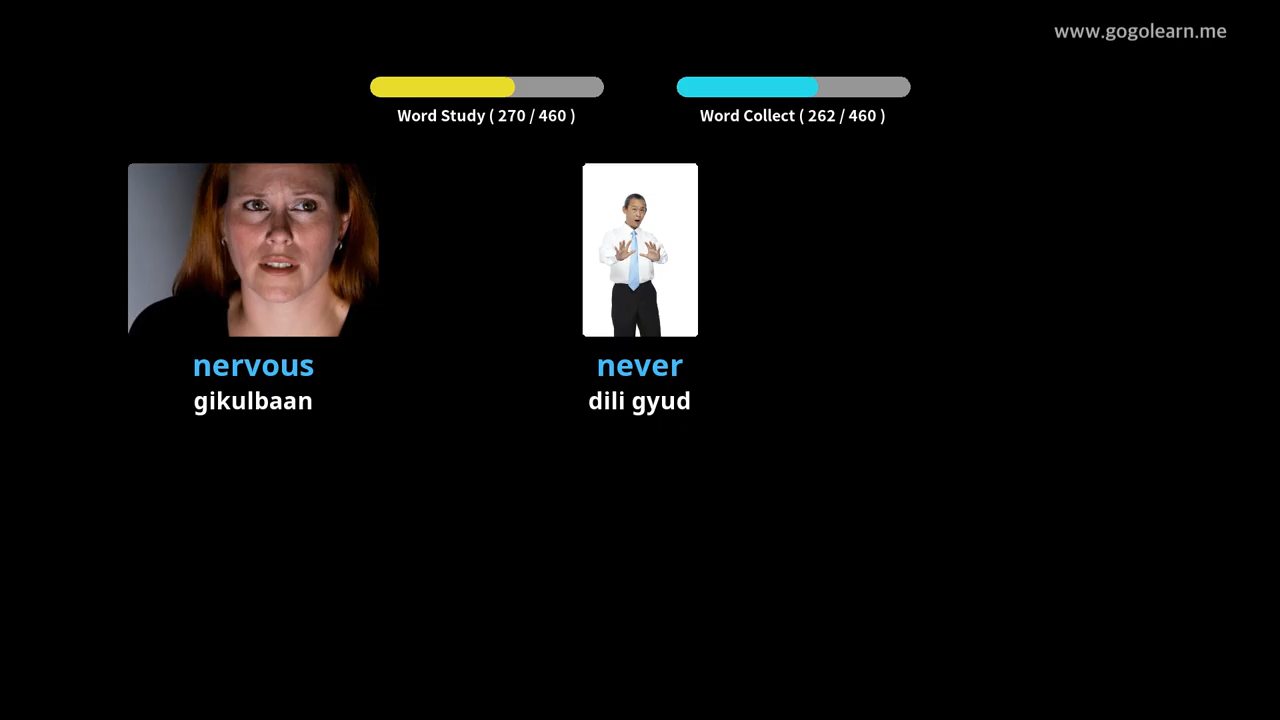 www.gogolearn.me
Word Study ( 270 / 460 )
Word Collect ( 262 / 460 )
nervous
gikulbaan
never
dili gyud